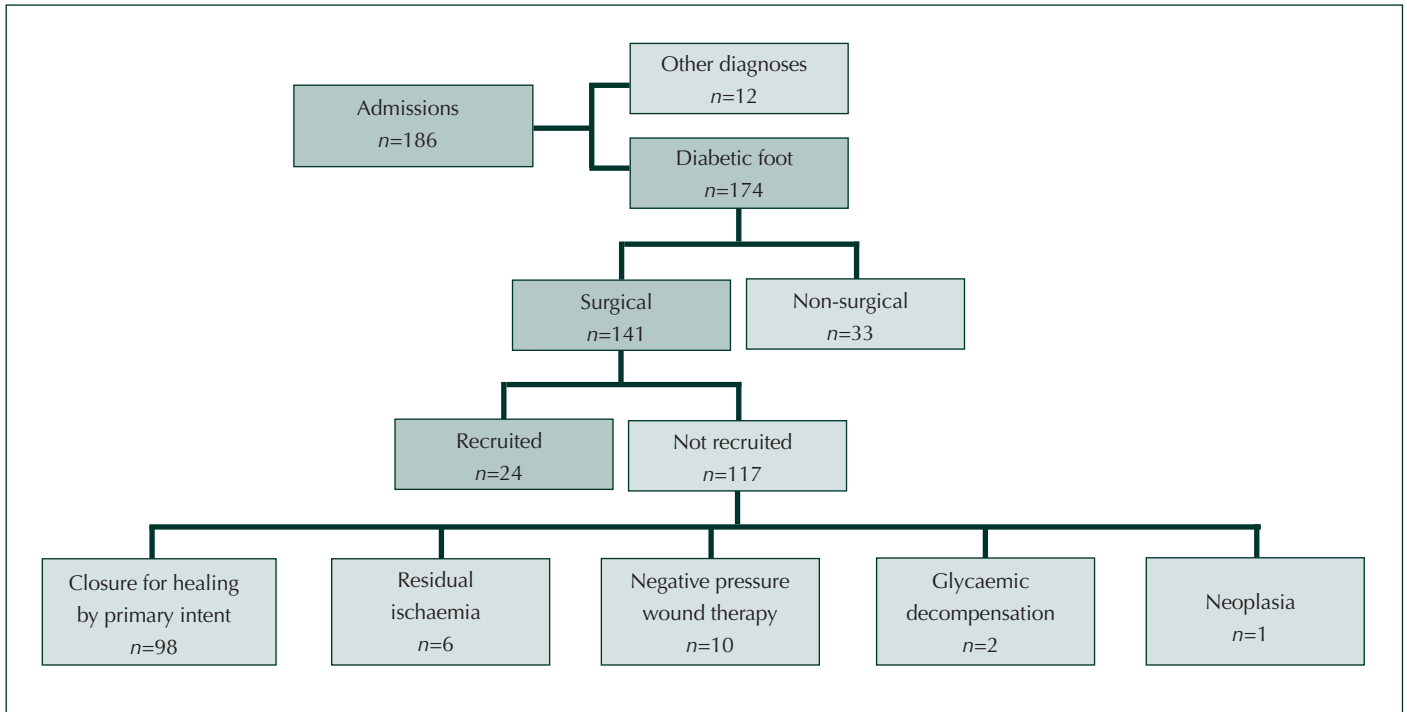 Other diagnoses
n=12
Admissions
n=186
Diabetic foot
n=174
Surgical
n=141
Non-surgical
n=33
Recruited
n=24
Not recruited
n=117
Closure for healing
by primary intent
n=98
Residual
ischaemia
n=6
Negative pressure
wound therapy
n=10
Glycaemic
decompensation
n=2
Neoplasia
n=1